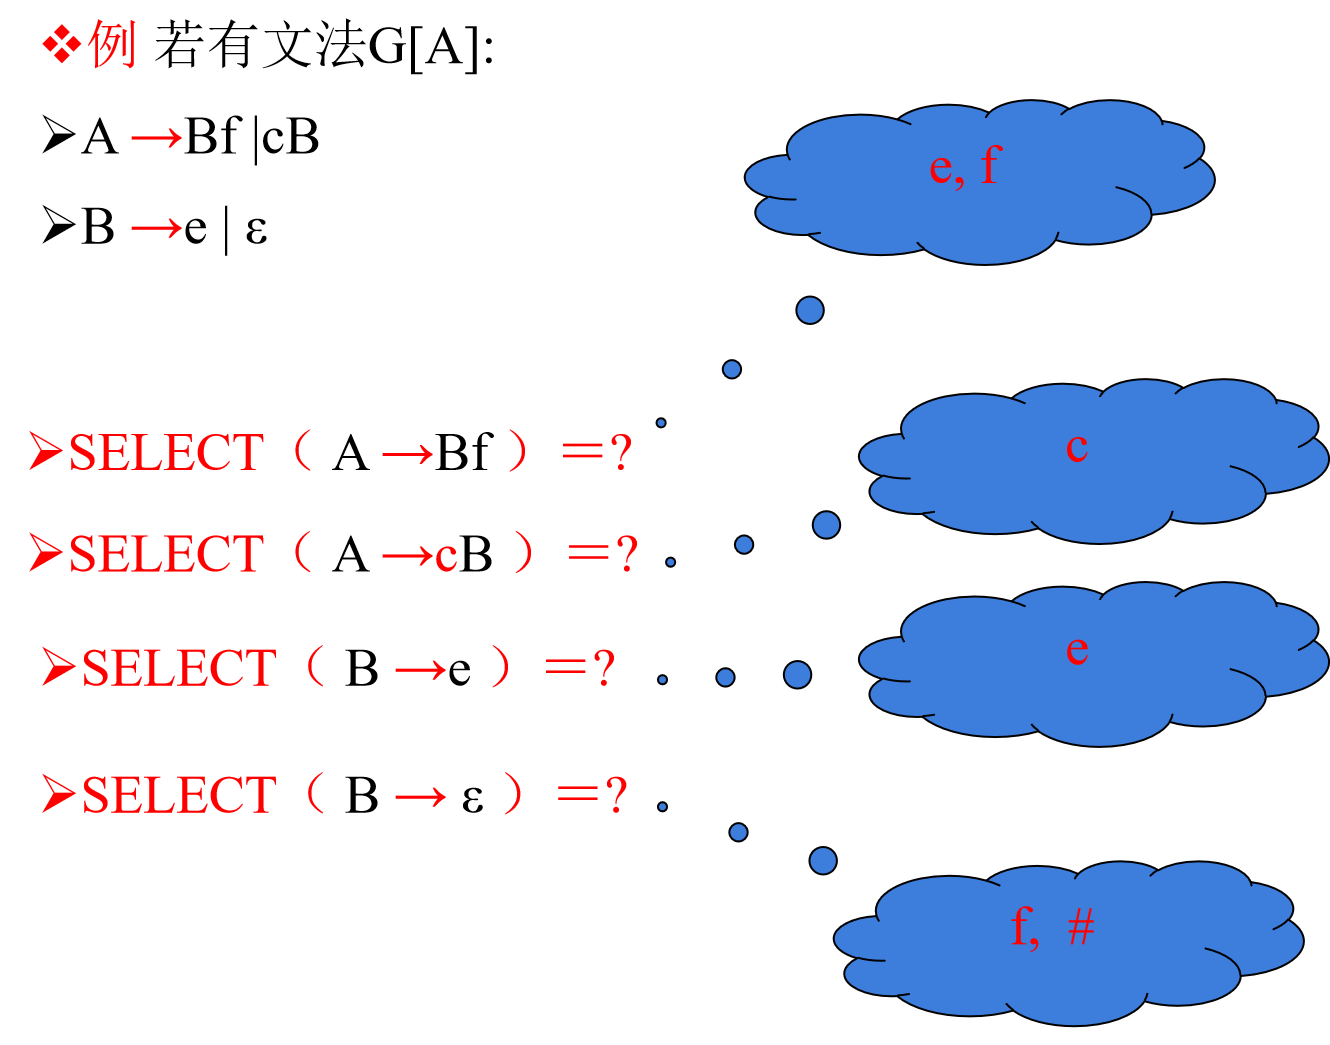 ❖例 若有文法G[A]:
➢A →Bf |cB
➢B →e | ε
e, f
➢SELECT（ A →Bf ）＝?
c
➢SELECT（ A →cB ）＝?
e
➢SELECT（ B →e ）＝?
➢SELECT（ B → ε ）＝?
f, #